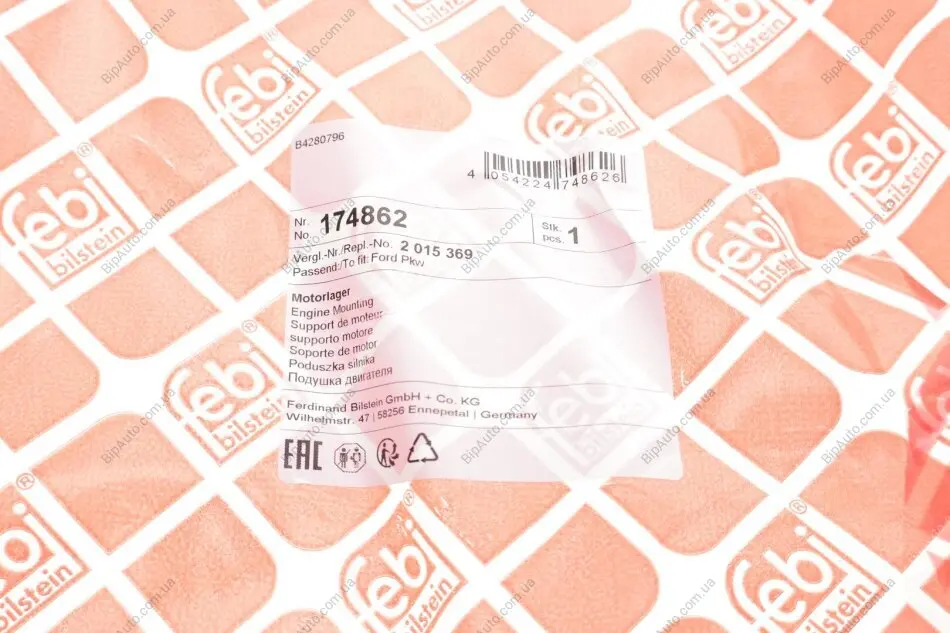 B4280796
4 054224 748626
Nr.
No. 174862
Stk.
pcs. 1
Vergl.-Nr./Repl.-No. 2 015 369
Passend:/To fit: Ford Pkw
Motorlager
Engine Mounting
Support de moteur
supporto motore
Soporte de motor
Poduszka silnika
Подушка двигателя
Ferdinand Bilstein GmbH + Co. KG
Wilhelmstr. 47 | 58256 Ennepetal | Germany
EAC
febi bilstein
BipAuto.com.ua